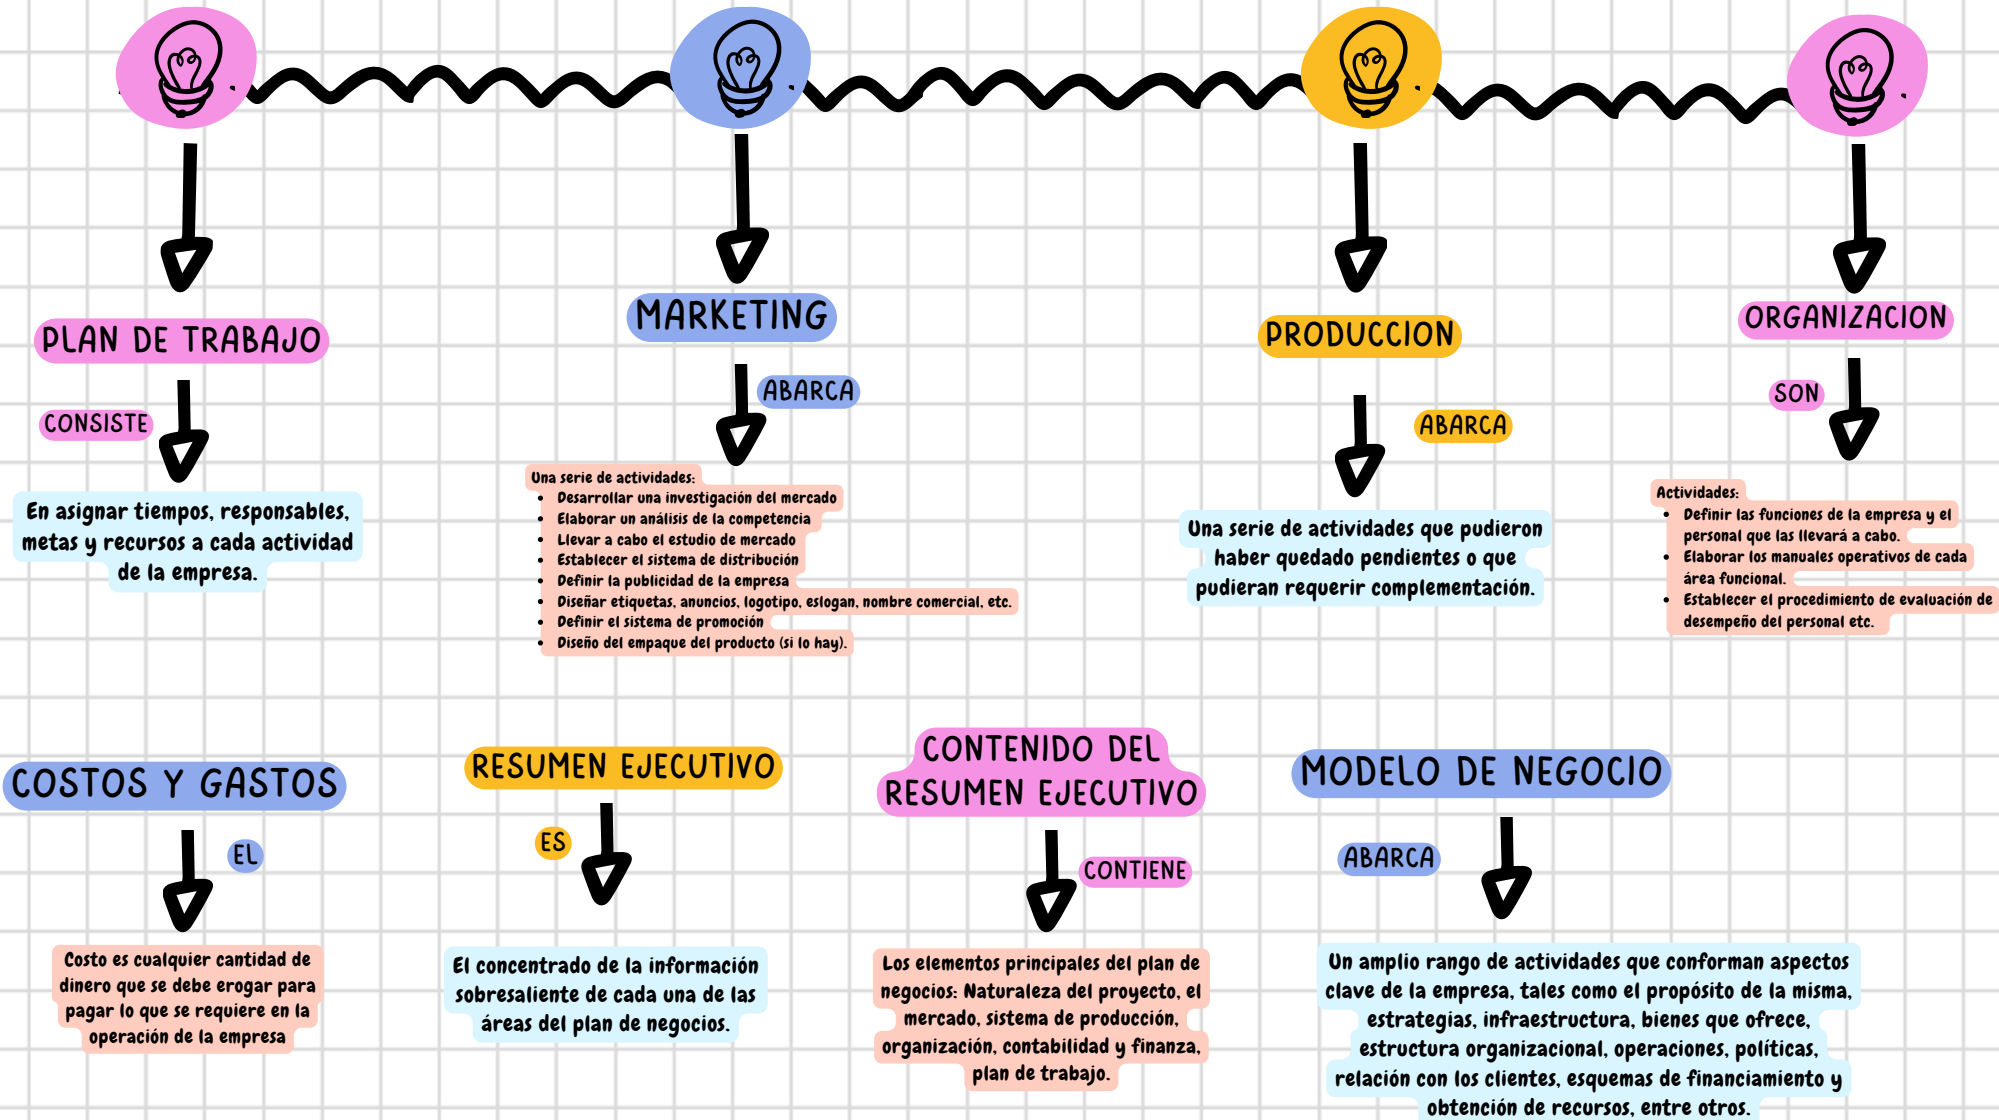 PLAN DE TRABAJO
CONSISTE
En asignar tiempos, responsables,
metas y recursos a cada actividad
de la empresa.
MARKETING
ABARCA
Una serie de actividades:
• Desarrollar una investigación del mercado
• Elaborar un análisis de la competencia
• Llevar a cabo el estudio de mercado
• Establecer el sistema de distribución
• Definir la publicidad de la empresa
• Diseñar etiquetas, anuncios, logotipo, eslogan, nombre comercial, etc.
• Definir el sistema de promoción
• Diseño del empaque del producto (si lo hay).
PRODUCCION
ABARCA
Una serie de actividades que pudieron
haber quedado pendientes o que
pudieran requerir complementación.
ORGANIZACION
SON
Actividades:
• Definir las funciones de la empresa y el
personal que las llevará a cabo.
• Elaborar los manuales operativos de cada
área funcional.
• Establecer el procedimiento de evaluación de
desempeño del personal etc.
COSTOS Y GASTOS
EL
Costo es cualquier cantidad de
dinero que se debe erogar para
pagar lo que se requiere en la
operación de la empresa
RESUMEN EJECUTIVO
ES
El concentrado de la información
sobresaliente de cada una de las
áreas del plan de negocios.
CONTENIDO DEL
RESUMEN EJECUTIVO
CONTIENE
Los elementos principales del plan de
negocios: Naturaleza del proyecto, el
mercado, sistema de producción,
organización, contabilidad y finanza,
plan de trabajo.
MODELO DE NEGOCIO
ABARCA
Un amplio rango de actividades que conforman aspectos
clave de la empresa, tales como el propósito de la misma,
estrategias, infraestructura, bienes que ofrece,
estructura organizacional, operaciones, políticas,
relación con los clientes, esquemas de financiamiento y
obtención de recursos, entre otros.